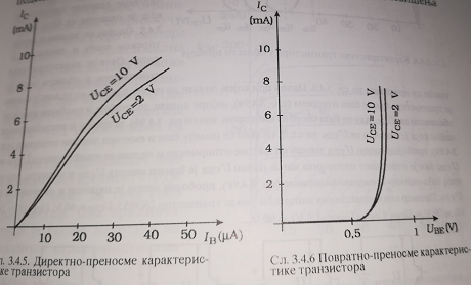 I_C
(mA)
10
8
6
4
2
U_CE=10 V
U_CE=2 V
10 20 30 40 50 I_B (μA)
л. 3.4.5. Директно-преносме карактерис-
ке транзистора
I_C
(mA)
10
8
6
4
2
U_CE=10 V
U_CE=2 V
0,5 1 U_BE(V)
Сл. 3.4.6 Повратно-преносме карактерис-
тике транзистора